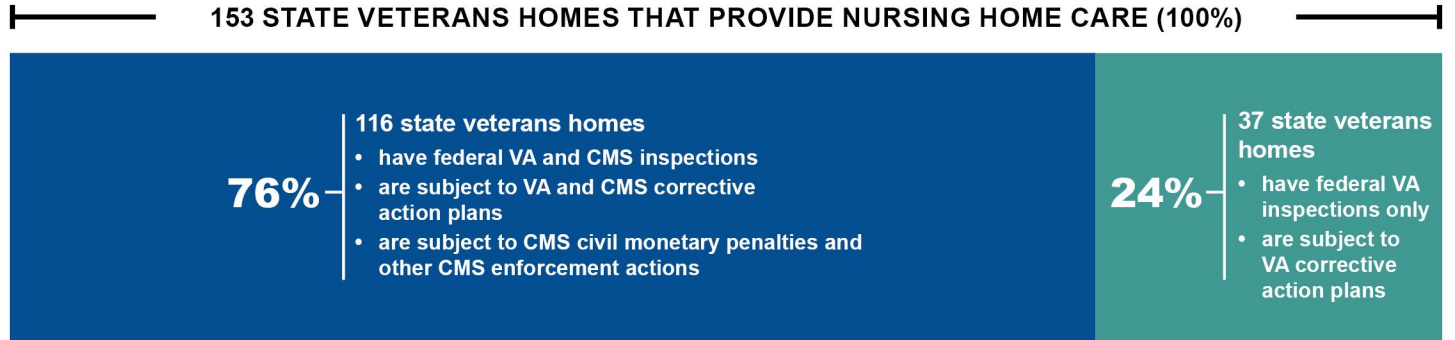 153 STATE VETERANS HOMES THAT PROVIDE NURSING HOME CARE (100%)
76%
116 state veterans homes
• have federal VA and CMS inspections
• are subject to VA and CMS corrective
action plans
• are subject to CMS civil monetary penalties and
other CMS enforcement actions
24%
37 state veterans
homes
• have federal VA
inspections only
• are subject to
VA corrective
action plans